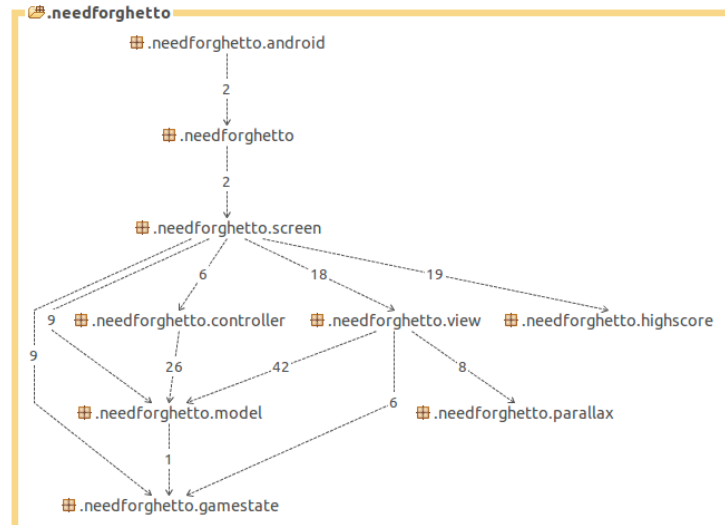 .needforghetto
.needforghetto.android
2
.needforghetto
2
.needforghetto.screen
6 18 19
9 .needforghetto.controller .needforghetto.view .needforghetto.highscore
9
26 42 8
.needforghetto.model 6 .needforghetto.parallax
1
.needforghetto.gamestate